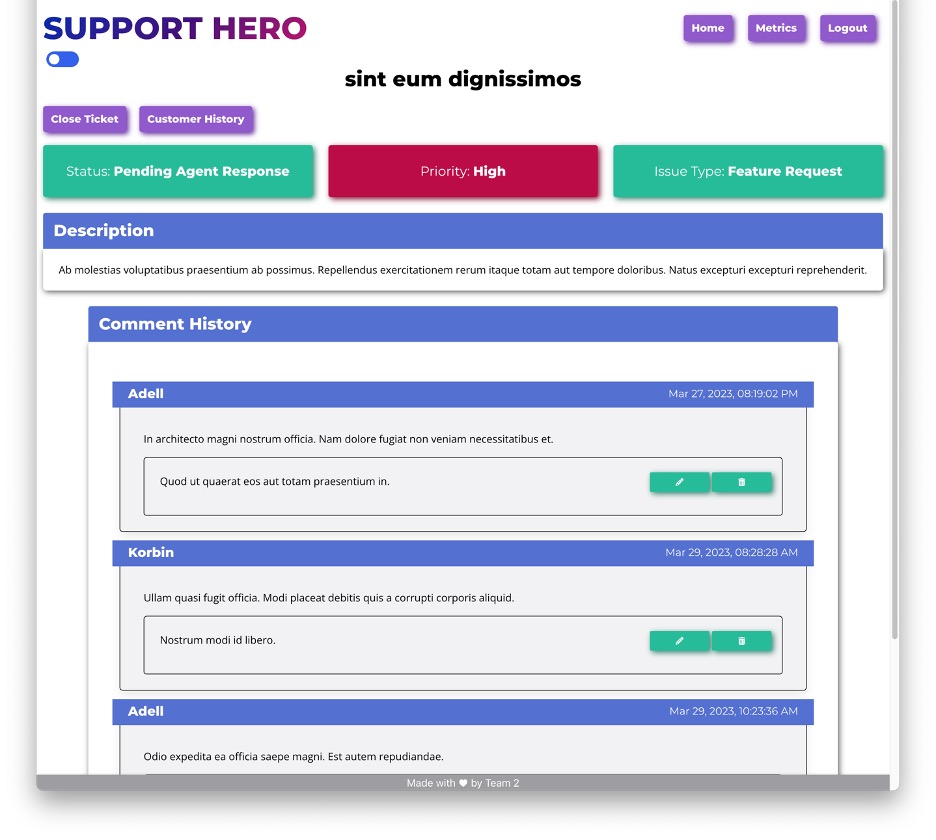 SUPPORT HERO
Home Metrics Logout
sint eum dignissimos
Close Ticket Customer History
Status: Pending Agent Response
Priority: High
Issue Type: Feature Request
Description
Ab molestias voluptatibus praesentium ab possimus. Repellendus exercitationem rerum itaque totam aut tempore doloribus. Natus excepturi excepturi reprehenderit.
Comment History
Adell Mar 27, 2023, 08:19:02 PM
In architecto magni nostrum officia. Nam dolore fugiat non veniam necessitatibus et.
Quod ut quaerat eos aut totam praesentium in.
Korbin Mar 29, 2023, 08:28:28 AM
Ullam quasi fugit officia. Modi placeat debitis quis a corrupti corporis aliquid.
Nostrum modi id libero.
Adell Mar 29, 2023, 10:23:36 AM
Odio expedita ea officia saepe magni. Est autem repudiandae.
Made with ♥ by Team 2